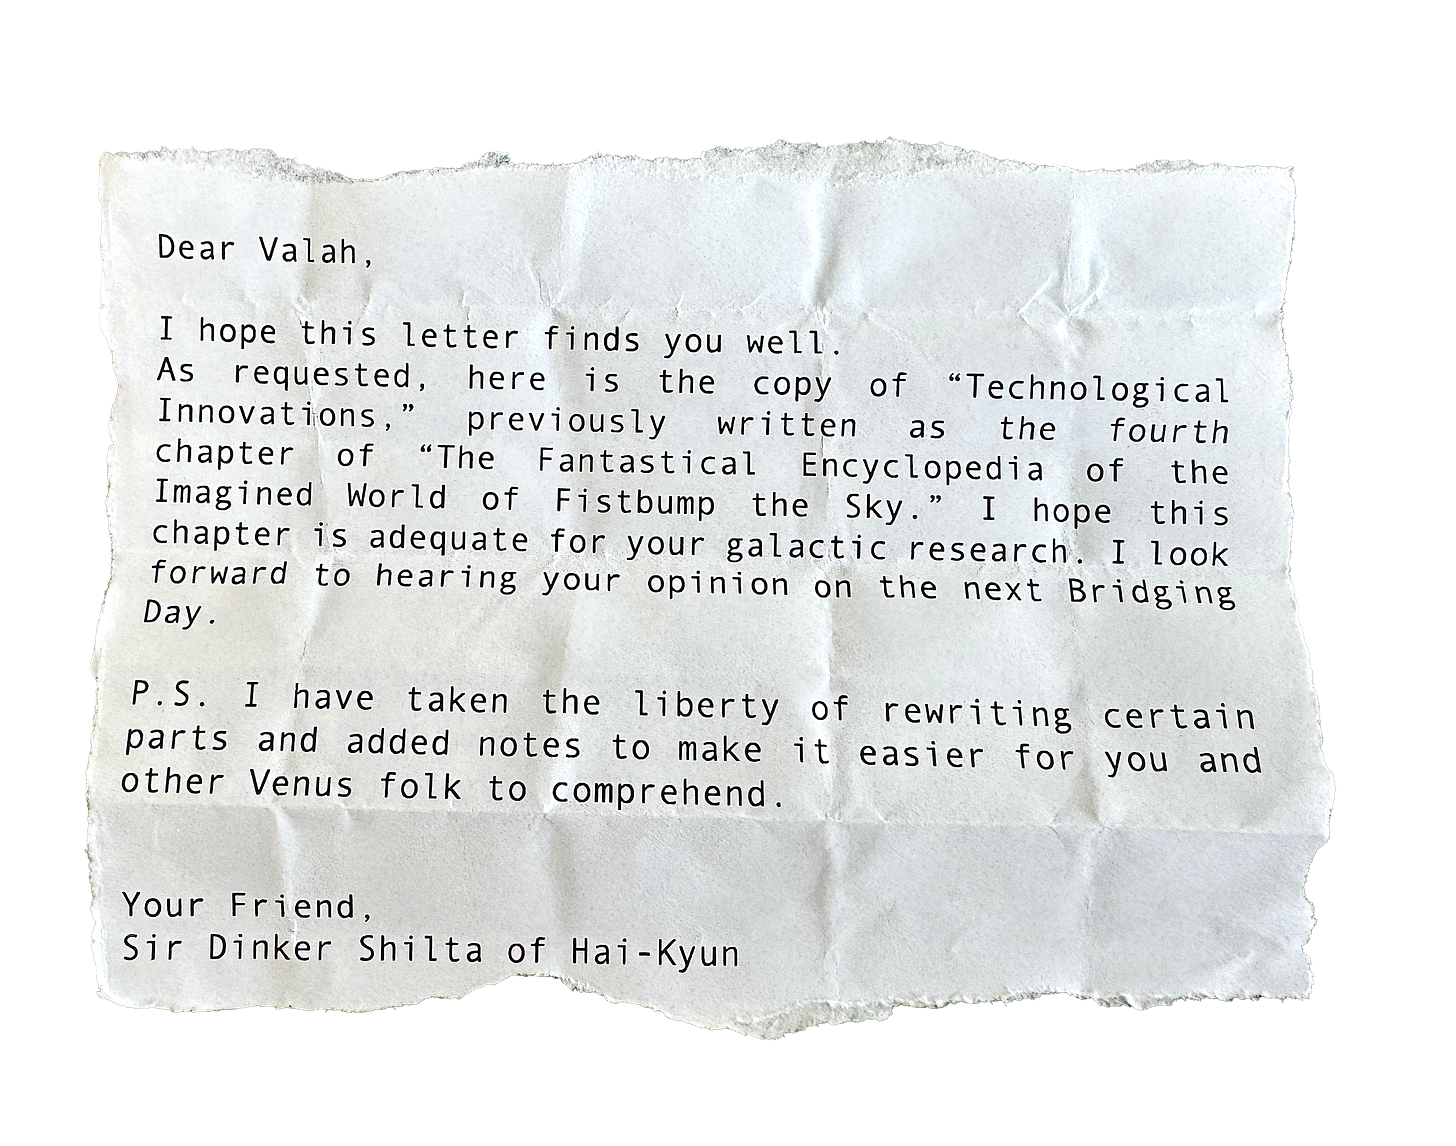 Dear Valah,
I hope this letter finds you well.
As requested, here is the copy of “Technological
Innovations,” previously written as the fourth
chapter of “The Fantastical Encyclopedia of the
Imagined World of Fistbump the Sky.” I hope this
chapter is adequate for your galactic research. I look
forward to hearing your opinion on the next Bridging
Day.
P.S. I have taken the liberty of rewriting certain
parts and added notes to make it easier for you and
other Venus folk to comprehend.
Your Friend,
Sir Dinker Shilta of Hai-Kyun